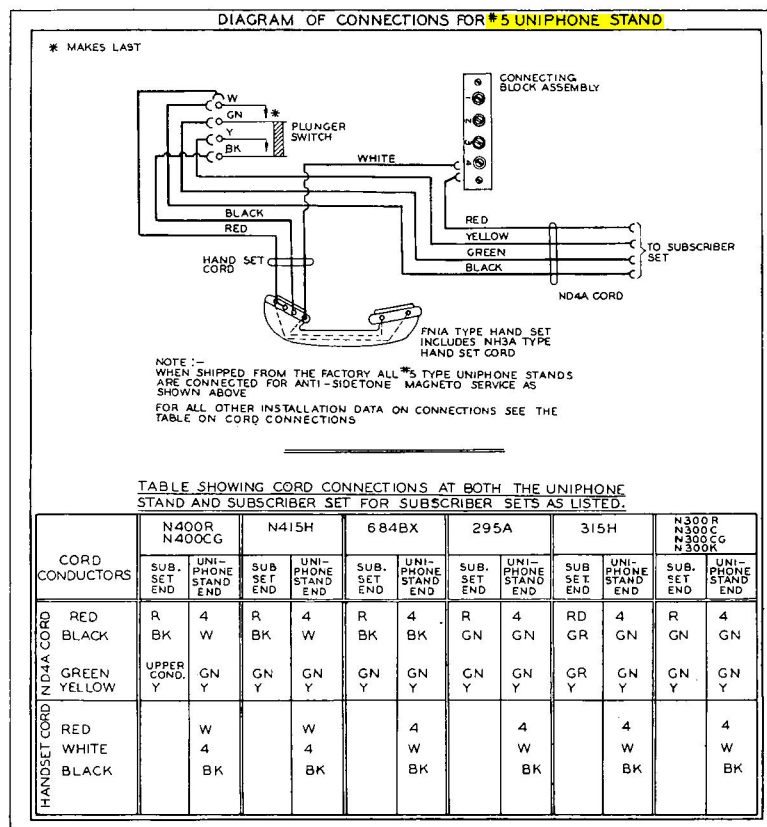 DIAGRAM OF CONNECTIONS FOR #5 UNIPHONE STAND
* MAKES LAST
W
GN
*
Y
BK
PLUNGER
SWITCH
CONNECTING
BLOCK ASSEMBLY
1
2
3
4
WHITE
BLACK
RED
HAND SET
CORD
RED
YELLOW
GREEN
BLACK
TO SUBSCRIBER
SET
ND4A CORD
FN1A TYPE HAND SET
INCLUDES NH3A TYPE
HAND SET CORD
NOTE :-
WHEN SHIPPED FROM THE FACTORY ALL #5 TYPE UNIPHONE STANDS
ARE CONNECTED FOR ANTI-SIDETONE MAGNETO SERVICE AS
SHOWN ABOVE
FOR ALL OTHER INSTALLATION DATA ON CONNECTIONS SEE THE
TABLE ON CORD CONNECTIONS
TABLE SHOWING CORD CONNECTIONS AT BOTH THE UNIPHONE
STAND AND SUBSCRIBER SET FOR SUBSCRIBER SETS AS LISTED.
CORD
CONDUCTORS
N400R
N400CG
N415H
684BX
295A
315H
N300R
N300C
N300CG
N300K
SUB. UNI- SUB UNI- SUB. UNI- SUB. UNI- SUB UNI- SUB. UNI-
SET PHONE SET PHONE SET PHONE SET PHONE SET PHONE SET PHONE
END STAND END STAND END STAND END STAND END STAND END STAND
END END END END END END
ND4A CORD
RED R 4 R 4 R 4 R 4 RD 4 R 4
BLACK BK W BK W BK BK GN GN GR GN GN GN
GREEN UPPER COND. GN GN GN GN GN GN GN GR GN GN GN
YELLOW Y Y Y Y Y Y Y Y Y Y Y Y
HANDSET CORD
RED W W 4 4 4 4
WHITE 4 4 W W W W
BLACK BK BK BK BK BK BK